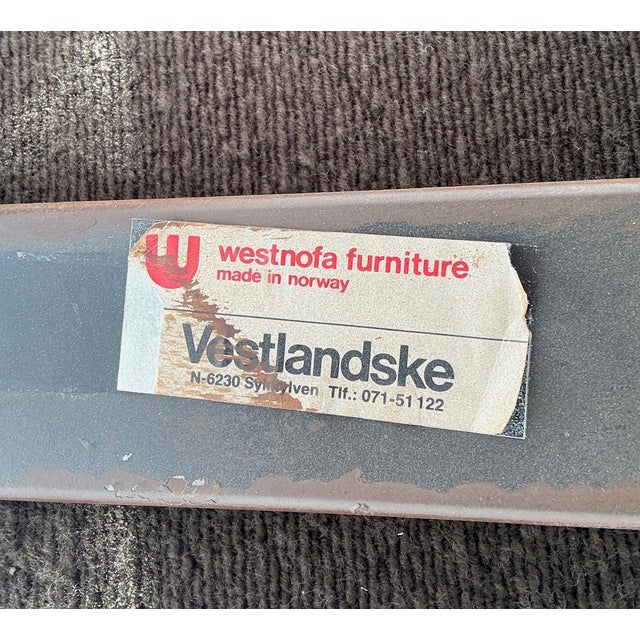 westnofa furniture
made in norway
Vestlandske
N-6230 Sykkylven Tlf.: 071-51 122